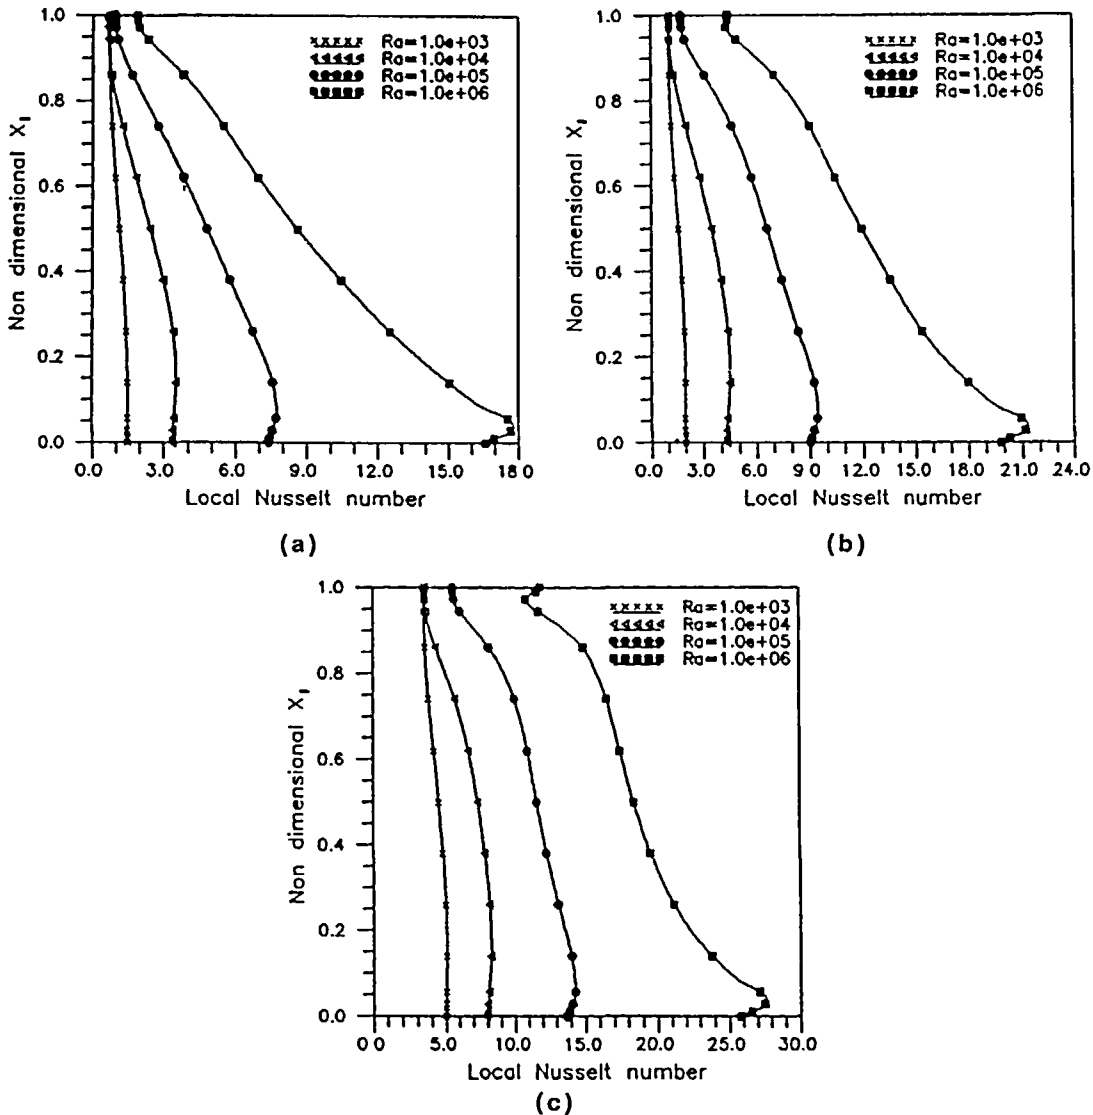 Ra=1.0e+03
Ra=1.0e+04
Ra=1.0e+05
Ra=1.0e+06
1.0
0.8
0.6
0.4
0.2
0.0
Non dimensional X
0.0 3.0 6.0 9.0 12.0 15.0 18.0
Local Nusselt number
(a)
Ra=1.0e+03
Ra=1.0e+04
Ra=1.0e+05
Ra=1.0e+06
1.0
0.8
0.6
0.4
0.2
0.0
Non dimensional X
0.0 3.0 6.0 9.0 12.0 15.0 18.0 21.0 24.0
Local Nusselt number
(b)
Ra=1.0e+03
Ra=1.0e+04
Ra=1.0e+05
Ra=1.0e+06
1.0
0.8
0.6
0.4
0.2
0.0
Non dimensional X
0 0 5.0 10.0 15.0 20.0 25.0 30.0
Local Nusselt number
(c)